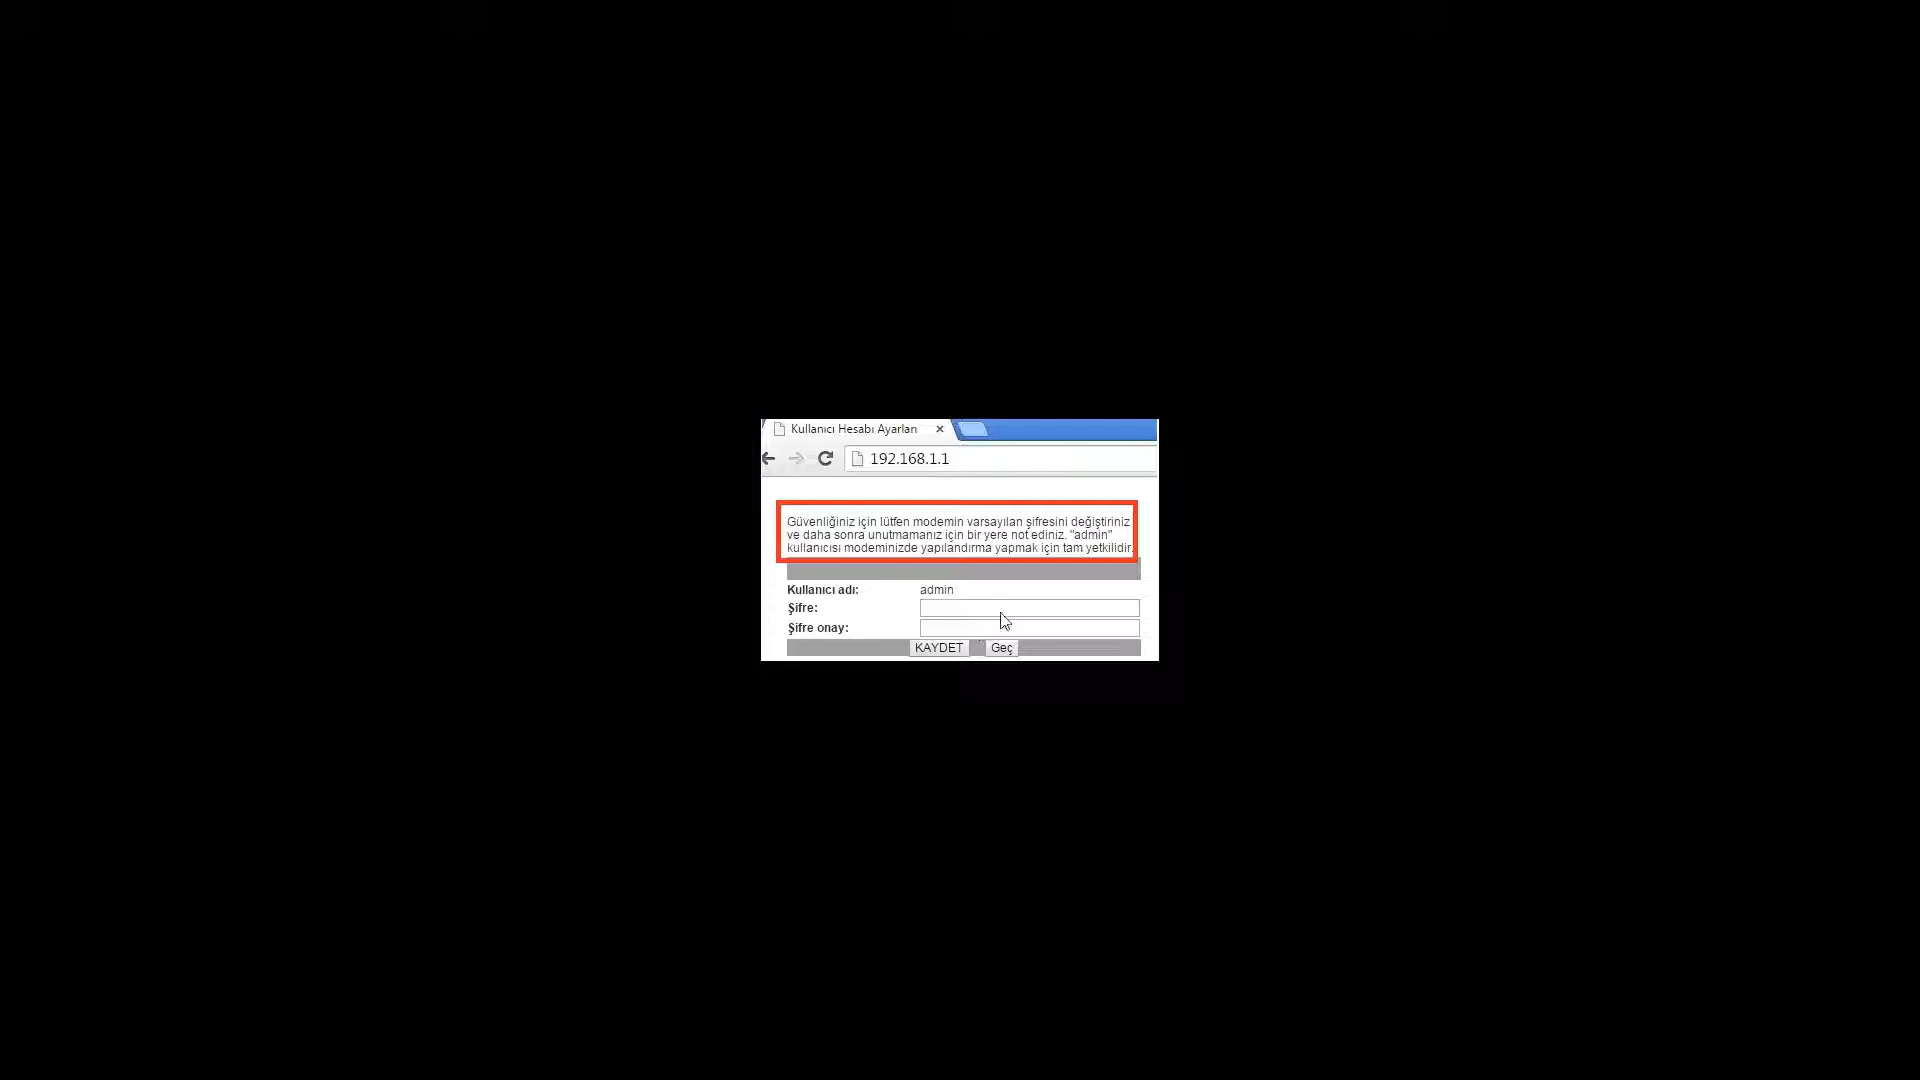 Kullanıcı Hesabı Ayarları
192.168.1.1
Güvenliğiniz için lütfen modemin varsayılan şifresini değiştiriniz
ve daha sonra unutmamanız için bir yere not ediniz. "admin"
kullanıcısı modeminizde yapılandırma yapmak için tam yetkilidir.
Kullanıcı adı: admin
Şifre:
Şifre onay:
KAYDET Geç